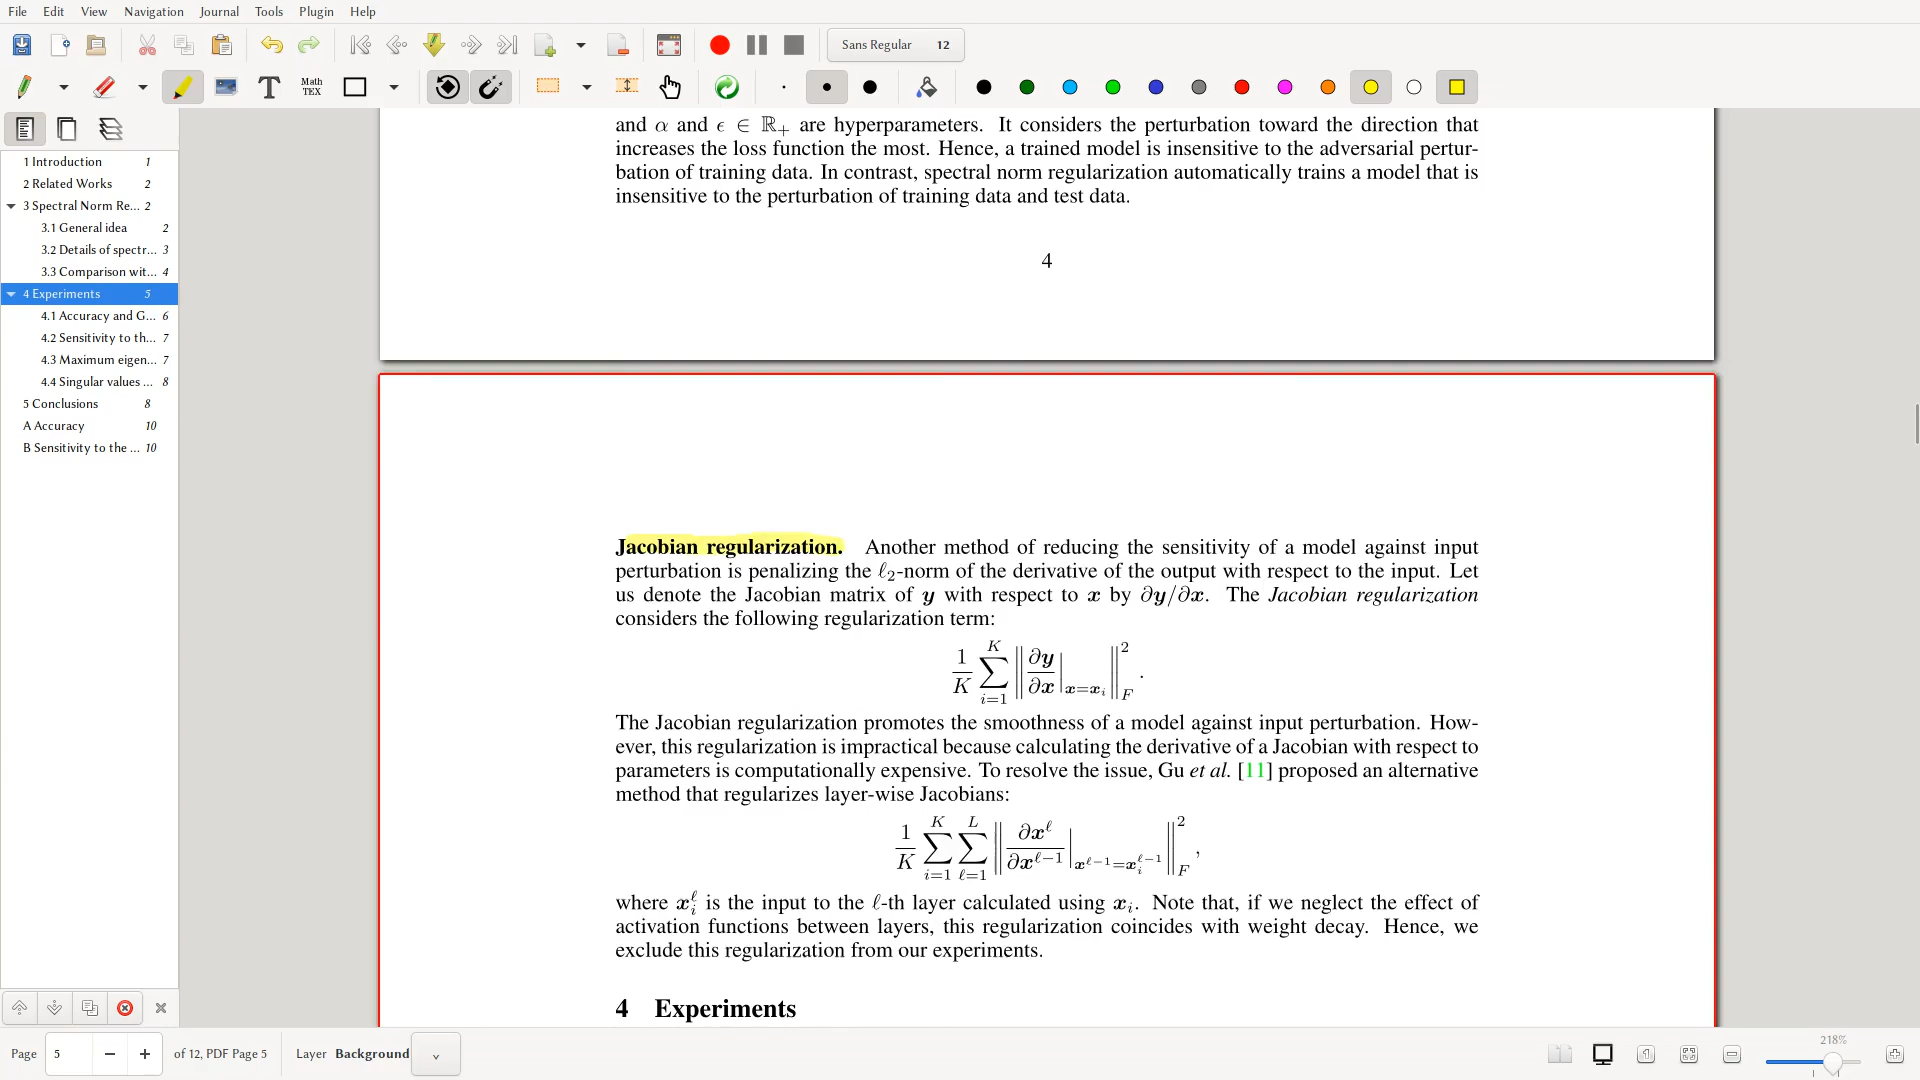 File Edit View Navigation Journal Tools Plugin Help
Sans Regular 12
Math
TEX
1 Introduction 1
2 Related Works 2
3 Spectral Norm Re... 2
3.1 General idea 2
3.2 Details of spectr... 3
3.3 Comparison wit... 4
4 Experiments 5
4.1 Accuracy and G... 6
4.2 Sensitivity to th... 7
4.3 Maximum eigen... 7
4.4 Singular values ... 8
5 Conclusions 8
A Accuracy 10
B Sensitivity to the ... 10
and α and ϵ ∈ ℝ₊ are hyperparameters. It considers the perturbation toward the direction that
increases the loss function the most. Hence, a trained model is insensitive to the adversarial pertur-
bation of training data. In contrast, spectral norm regularization automatically trains a model that is
insensitive to the perturbation of training data and test data.
4
Jacobian regularization. Another method of reducing the sensitivity of a model against input
perturbation is penalizing the ℓ₂-norm of the derivative of the output with respect to the input. Let
us denote the Jacobian matrix of y with respect to x by ∂y/∂x. The Jacobian regularization
considers the following regularization term:
1/K ∑_{i=1}^{K} ‖ ∂y/∂x |_{x=x_i} ‖_F^2 .
The Jacobian regularization promotes the smoothness of a model against input perturbation. How-
ever, this regularization is impractical because calculating the derivative of a Jacobian with respect to
parameters is computationally expensive. To resolve the issue, Gu et al. [11] proposed an alternative
method that regularizes layer-wise Jacobians:
1/K ∑_{i=1}^{K} ∑_{ℓ=1}^{L} ‖ ∂x^ℓ/∂x^{ℓ−1} |_{x^{ℓ−1}=x_i^{ℓ−1}} ‖_F^2 ,
where x_i^ℓ is the input to the ℓ-th layer calculated using x_i. Note that, if we neglect the effect of
activation functions between layers, this regularization coincides with weight decay. Hence, we
exclude this regularization from our experiments.
4 Experiments
Page 5 of 12, PDF Page 5 Layer Background 218%